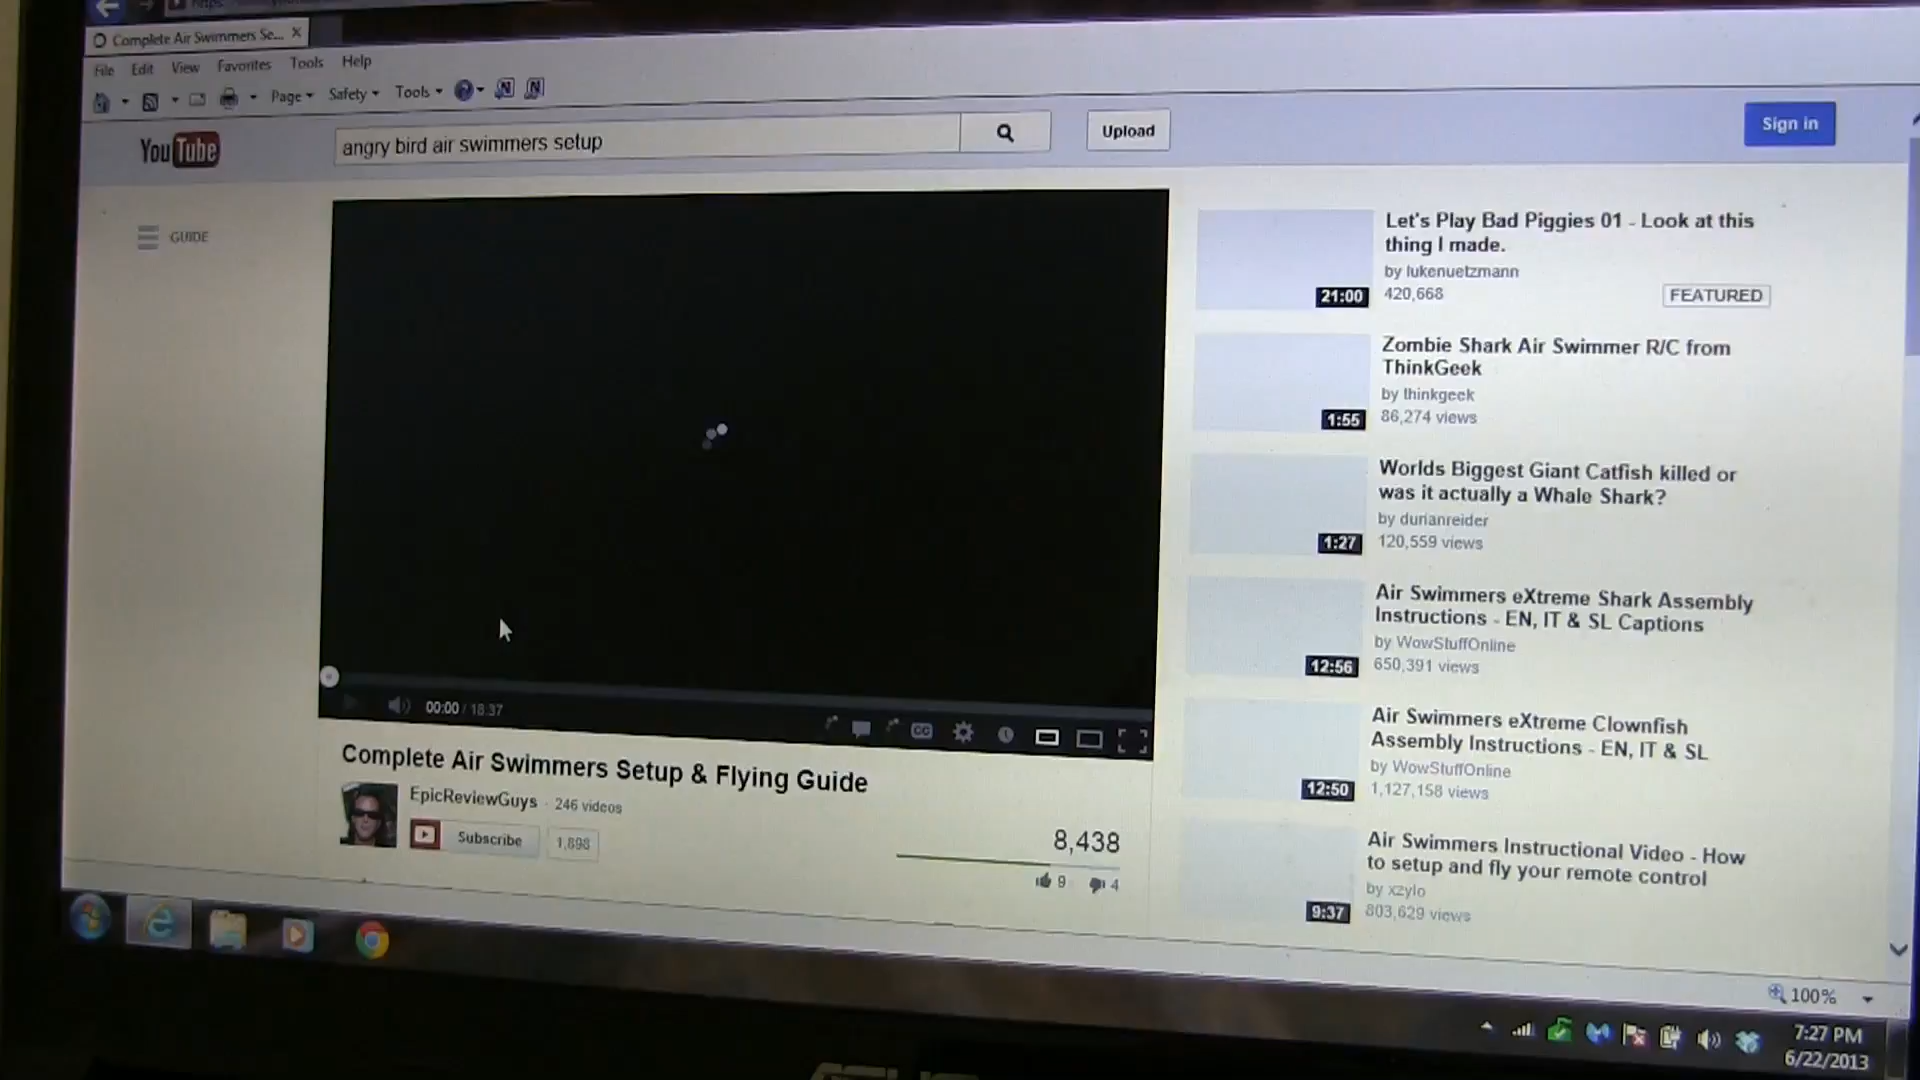 Complete Air Swimmers Se...
File Edit View Favorites Tools Help
Page Safety Tools
YouTube
angry bird air swimmers setup
Upload
Sign in
GUIDE
Let's Play Bad Piggies 01 - Look at this
thing I made.
by lukenuetzmann
420,668
FEATURED
21:00
Zombie Shark Air Swimmer R/C from
ThinkGeek
by thinkgeek
86,274 views
1:55
Worlds Biggest Giant Catfish killed or
was it actually a Whale Shark?
by durianreider
120,559 views
1:27
Air Swimmers eXtreme Shark Assembly
Instructions - EN, IT & SL Captions
by WowStuffOnline
650,391 views
12:56
Air Swimmers eXtreme Clownfish
Assembly Instructions - EN, IT & SL
by WowStuffOnline
1,127,158 views
12:50
Air Swimmers Instructional Video - How
to setup and fly your remote control
by xzylo
803,629 views
9:37
00:00 / 18:37
CC
Complete Air Swimmers Setup & Flying Guide
EpicReviewGuys · 246 videos
Subscribe 1,898
8,438
9 4
100%
7:27 PM
6/22/2013